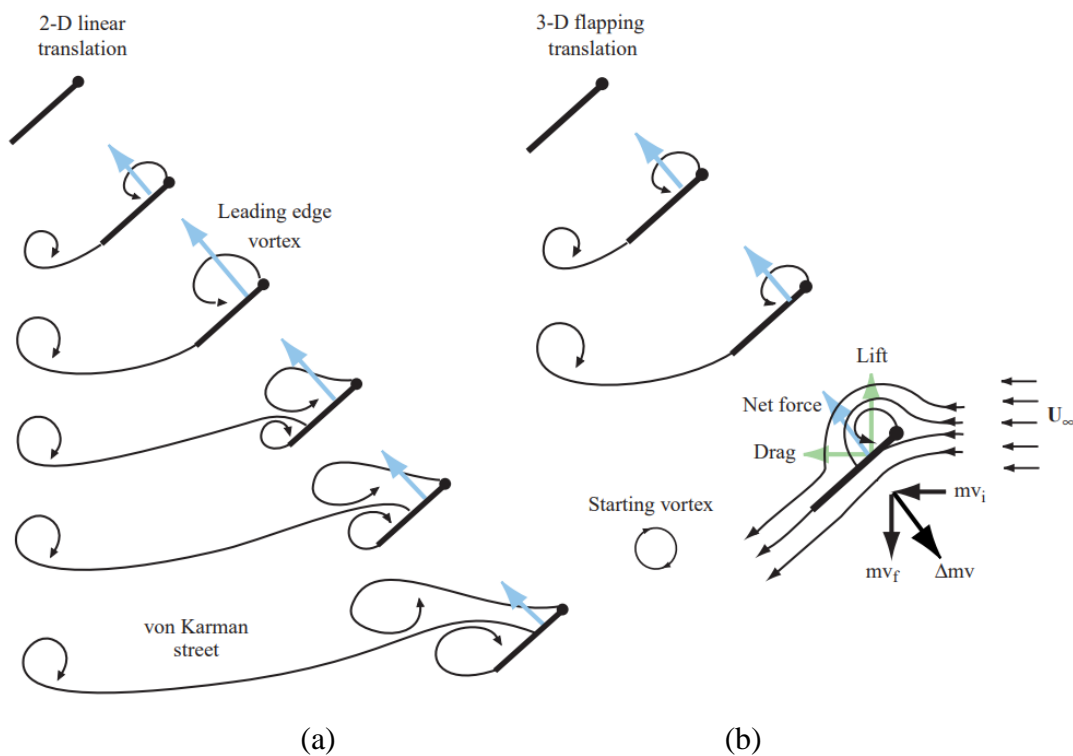 2-D linear
translation
3-D flapping
translation
Leading edge
vortex
Lift
Net force
U∞
Drag
mvi
Starting vortex
mvf
Δmv
von Karman
street
(a)
(b)